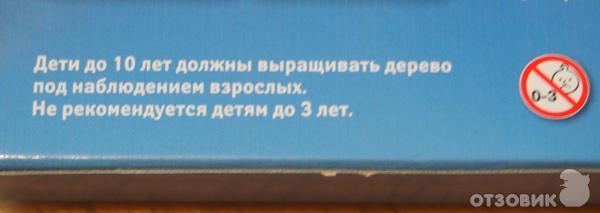 Дети до 10 лет должны выращивать дерево
под наблюдением взрослых.
Не рекомендуется детям до 3 лет.
0-3
ОТЗОВИК